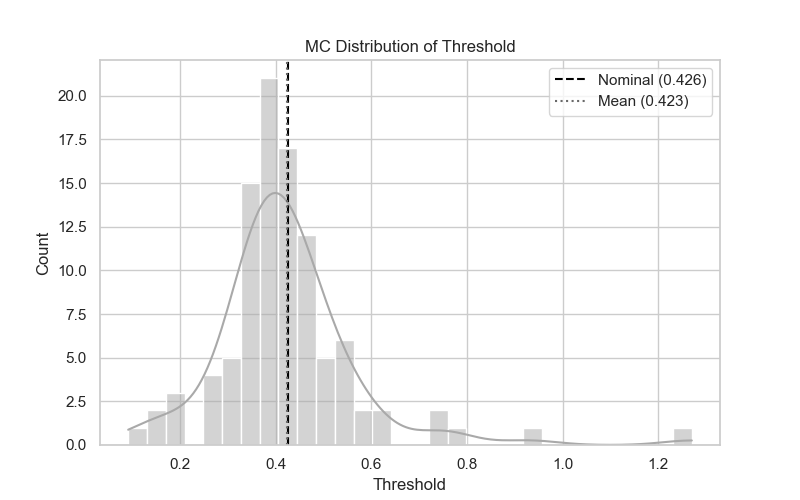 MC Distribution of Threshold
Nominal (0.426)
Mean (0.423)
Count
20.0
17.5
15.0
12.5
10.0
7.5
5.0
2.5
0.0
0.2 0.4 0.6 0.8 1.0 1.2
Threshold